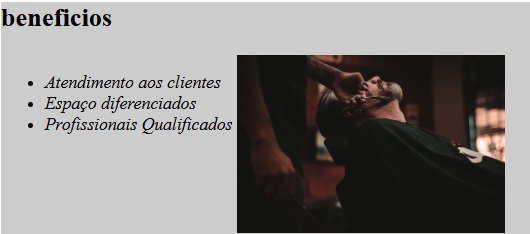 beneficios
Atendimento aos clientes
Espaço diferenciados
Profissionais Qualificados